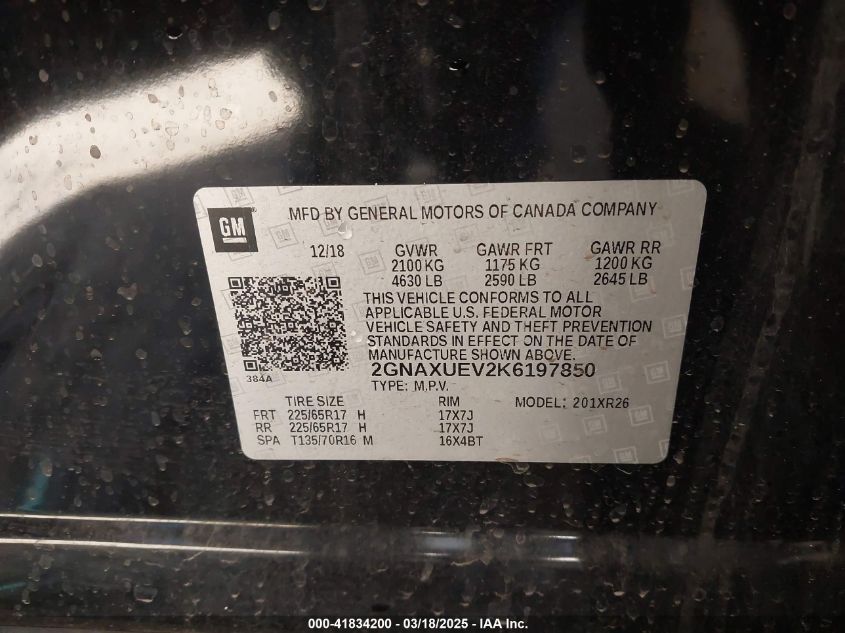 GM
MFD BY GENERAL MOTORS OF CANADA COMPANY
12/18 GVWR GAWR FRT GAWR RR
2100 KG 1175 KG 1200 KG
4630 LB 2590 LB 2645 LB
THIS VEHICLE CONFORMS TO ALL
APPLICABLE U.S. FEDERAL MOTOR
VEHICLE SAFETY AND THEFT PREVENTION
STANDARDS IN EFFECT ON THE DATE OF
MANUFACTURE SHOWN ABOVE.
384A
2GNAXUEV2K6197850
TYPE: M.P.V.
TIRE SIZE RIM MODEL: 201XR26
FRT 225/65R17 H 17X7J
RR 225/65R17 H 17X7J
SPA T135/70R16 M 16X4BT
000-41834200 - 03/18/2025 - IAA Inc.